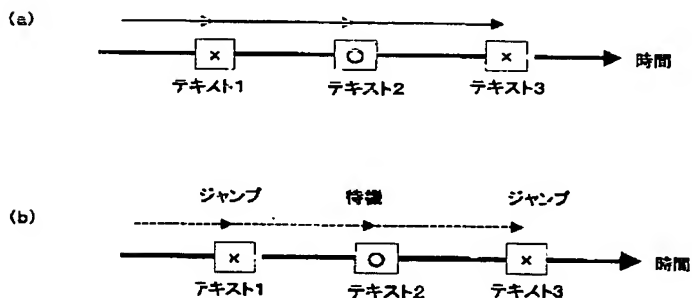 (a)
× ○ ×
時間
テキスト1 テキスト2 テキスト3
ジャンプ 待機 ジャンプ
(b)
× ○ ×
時間
テキスト1 テキスト2 テキスト3